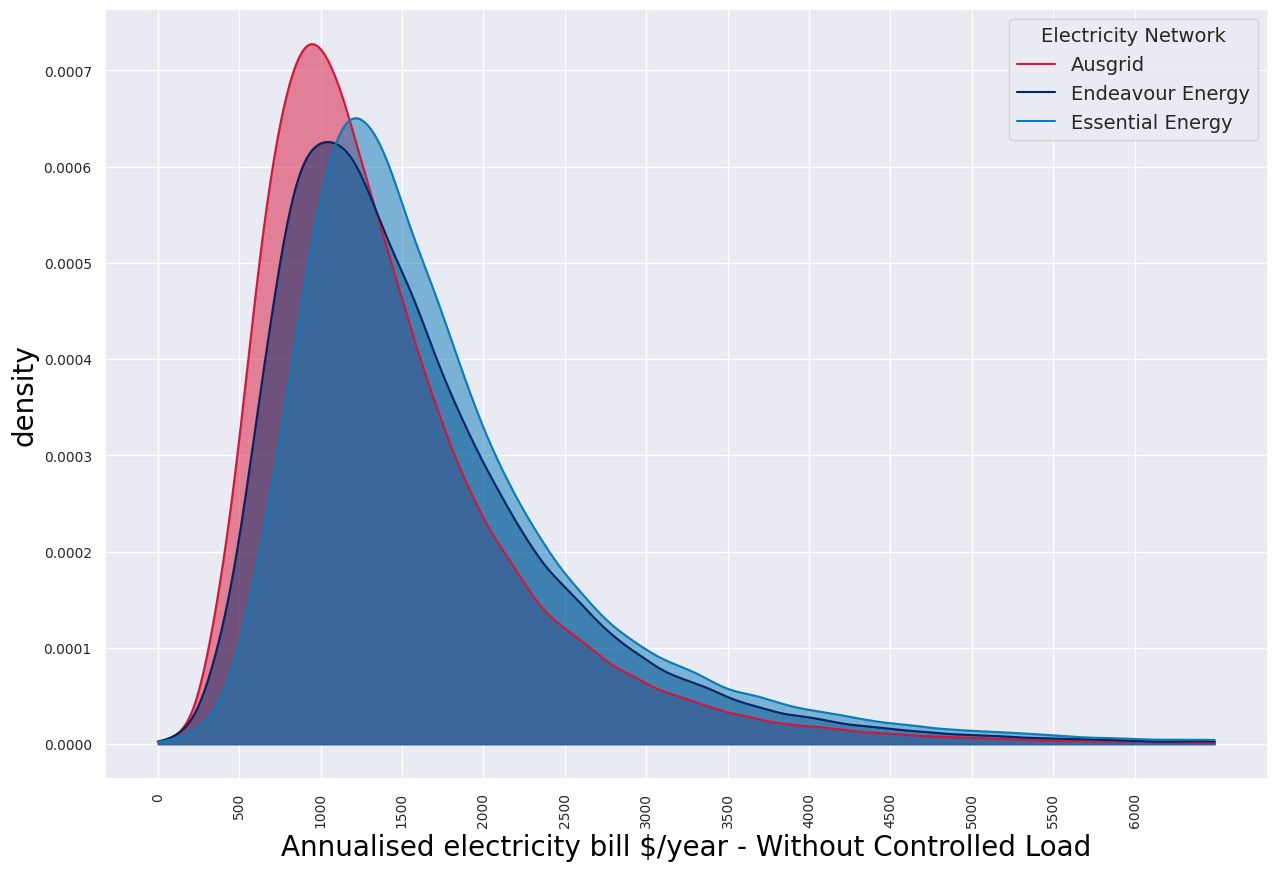 Electricity Network
Ausgrid
Endeavour Energy
Essential Energy
density
0.0007
0.0006
0.0005
0.0004
0.0003
0.0002
0.0001
0.0000
0 500 1000 1500 2000 2500 3000 3500 4000 4500 5000 5500 6000
Annualised electricity bill $/year - Without Controlled Load